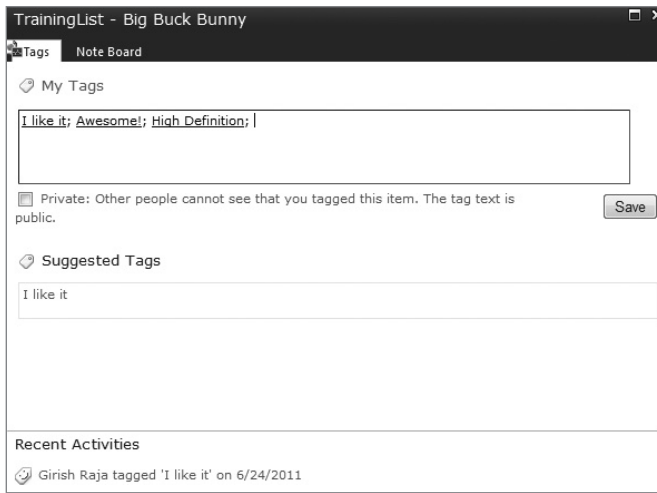 TrainingList - Big Buck Bunny
Tags Note Board
My Tags
I like it; Awesome!; High Definition;
Private: Other people cannot see that you tagged this item. The tag text is
public.
Save
Suggested Tags
I like it
Recent Activities
Girish Raja tagged 'I like it' on 6/24/2011